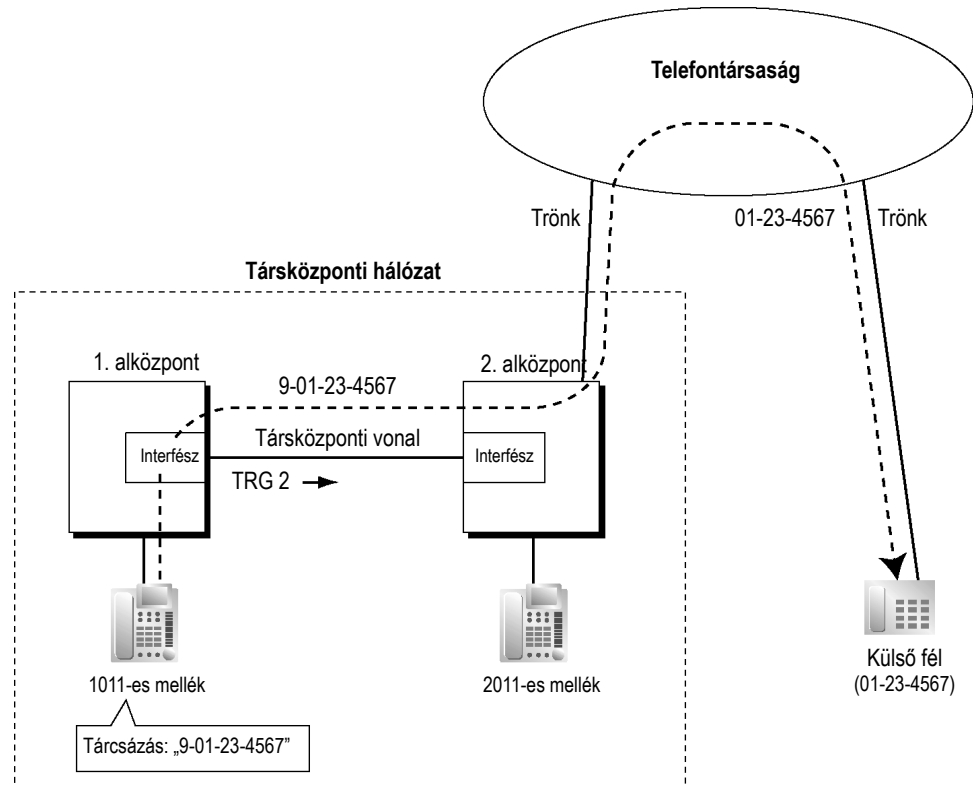 Telefontársaság
Trönk
01-23-4567
Trönk
Társközponti hálózat
1. alközpont
2. alközpont
9-01-23-4567
Interfész
Társközponti vonal
Interfész
TRG 2
1011-es mellék
2011-es mellék
Külső fél
(01-23-4567)
Tárcsázás: „9-01-23-4567”